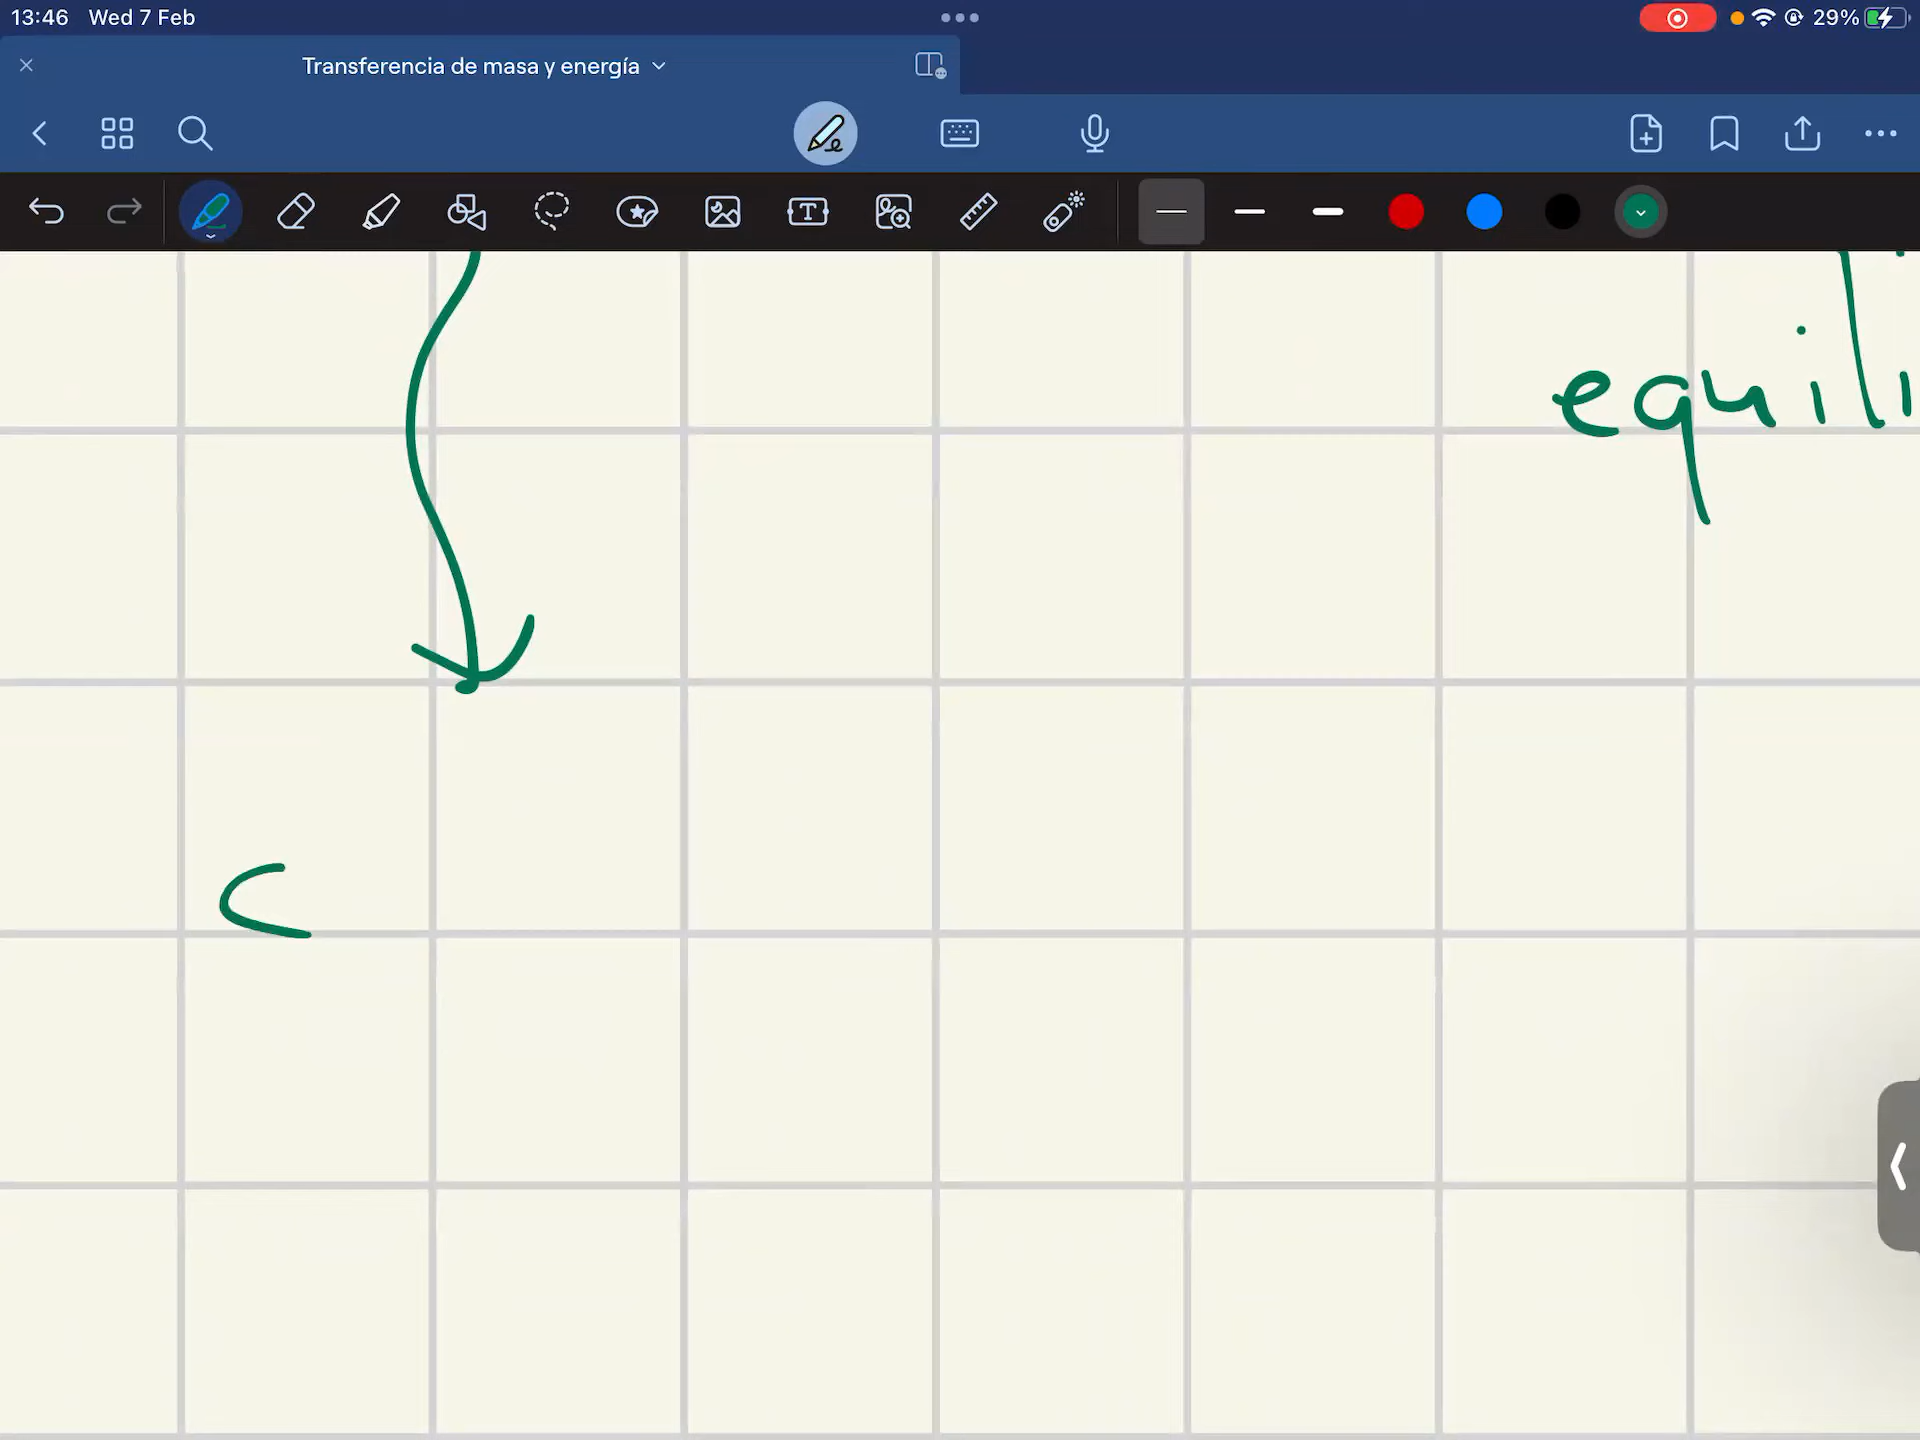 13:46 Wed 7 Feb
29%
Transferencia de masa y energía
equili
c